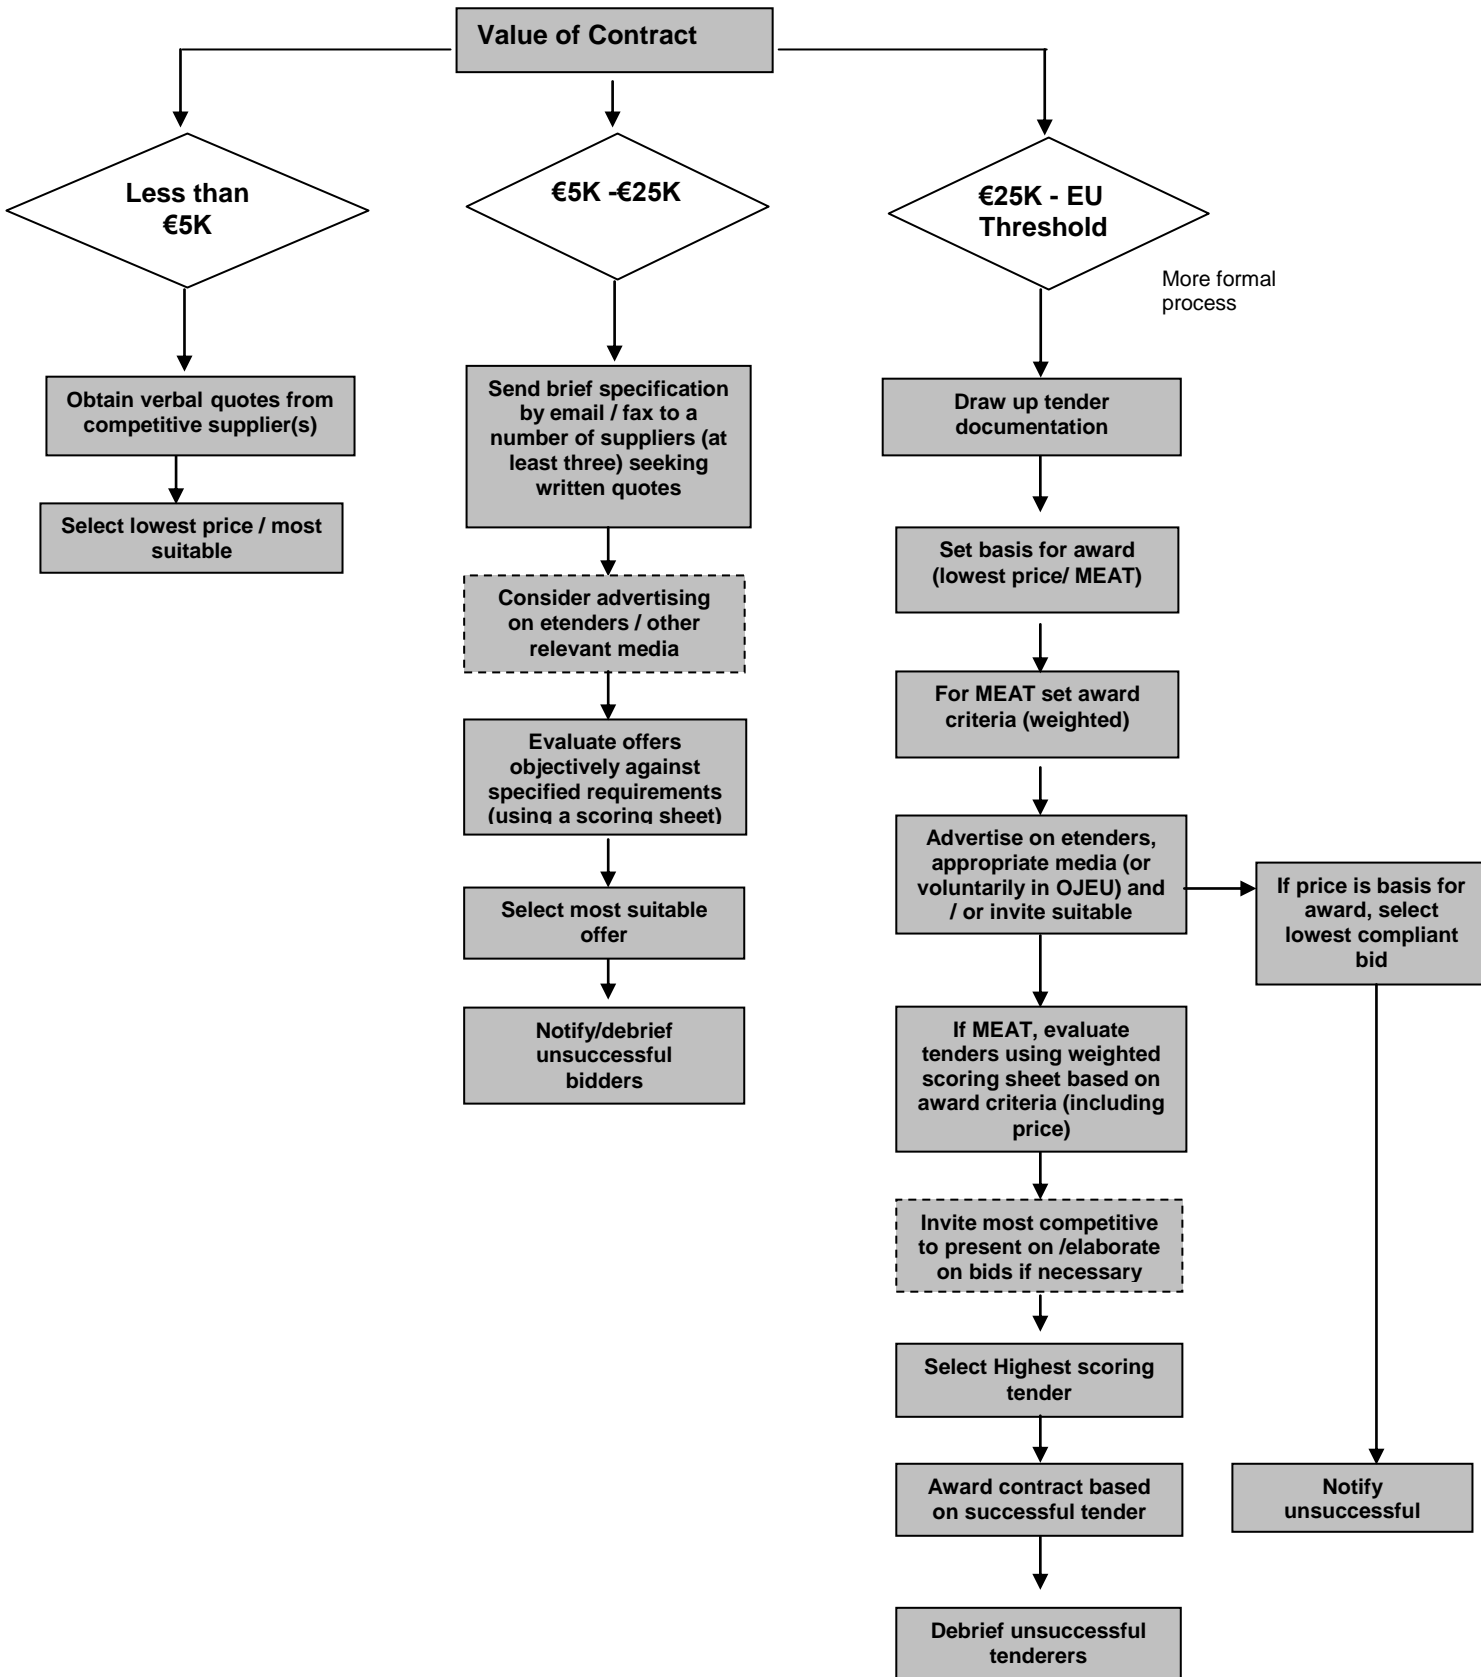 Value of Contract
Less than
€5K
Obtain verbal quotes from
competitive supplier(s)
Select lowest price / most
suitable
€5K -€25K
Send brief specification
by email / fax to a
number of suppliers (at
least three) seeking
written quotes
Consider advertising
on etenders / other
relevant media
Evaluate offers
objectively against
specified requirements
(using a scoring sheet)
Select most suitable
offer
Notify/debrief
unsuccessful
bidders
€25K - EU
Threshold
More formal
process
Draw up tender
documentation
Set basis for award
(lowest price/ MEAT)
For MEAT set award
criteria (weighted)
Advertise on etenders,
appropriate media (or
voluntarily in OJEU) and
/ or invite suitable
If MEAT, evaluate
tenders using weighted
scoring sheet based on
award criteria (including
price)
Invite most competitive
to present on /elaborate
on bids if necessary
Select Highest scoring
tender
Award contract based
on successful tender
Debrief unsuccessful
tenderers
If price is basis for
award, select
lowest compliant
bid
Notify
unsuccessful